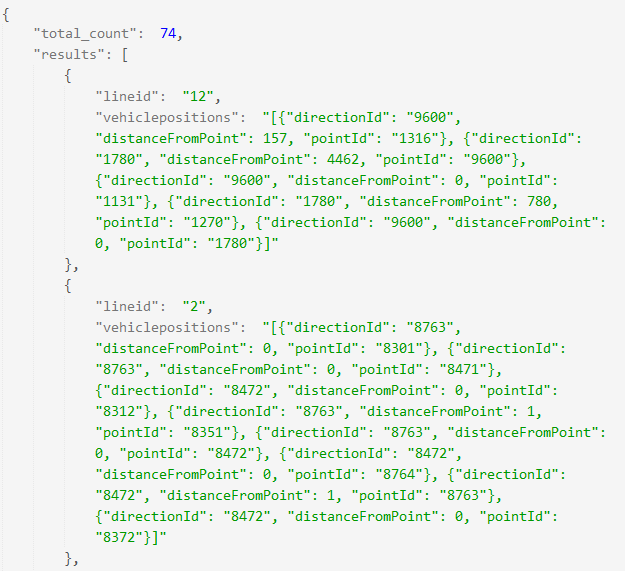 {
"total_count": 74,
"results": [
{
"lineid": "12",
"vehiclepositions": "[{"directionId": "9600",
"distanceFromPoint": 157, "pointId": "1316"}, {"directionId":
"1780", "distanceFromPoint": 4462, "pointId": "9600"},
{"directionId": "9600", "distanceFromPoint": 0, "pointId":
"1131"}, {"directionId": "1780", "distanceFromPoint": 780,
"pointId": "1270"}, {"directionId": "9600", "distanceFromPoint":
0, "pointId": "1780"}]"
},
{
"lineid": "2",
"vehiclepositions": "[{"directionId": "8763",
"distanceFromPoint": 0, "pointId": "8301"}, {"directionId":
"8763", "distanceFromPoint": 0, "pointId": "8471"},
{"directionId": "8472", "distanceFromPoint": 0, "pointId":
"8312"}, {"directionId": "8763", "distanceFromPoint": 1,
"pointId": "8351"}, {"directionId": "8763", "distanceFromPoint":
0, "pointId": "8472"}, {"directionId": "8472",
"distanceFromPoint": 0, "pointId": "8764"}, {"directionId":
"8472", "distanceFromPoint": 1, "pointId": "8763"},
{"directionId": "8472", "distanceFromPoint": 0, "pointId":
"8372"}]"
},